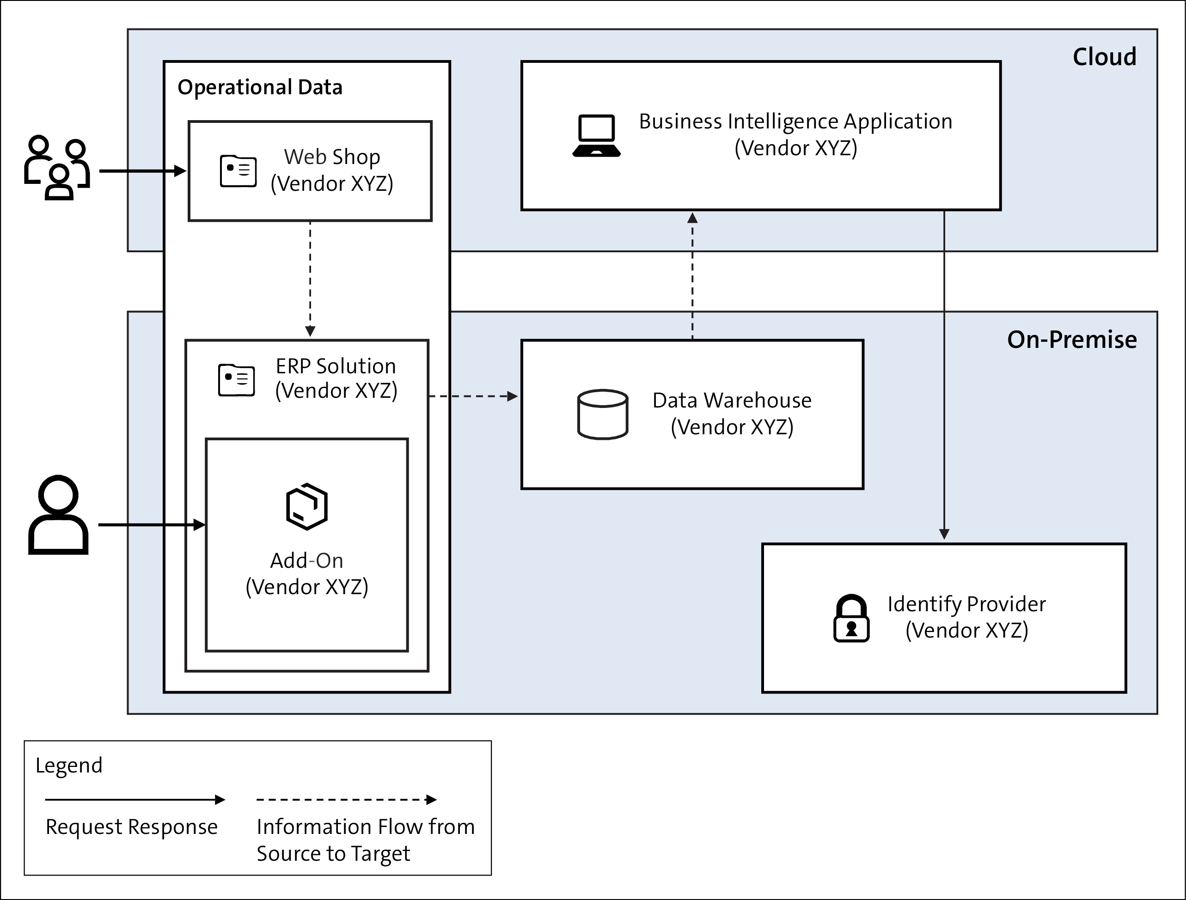 Cloud
Operational Data
Web Shop
(Vendor XYZ)
Business Intelligence Application
(Vendor XYZ)
On-Premise
ERP Solution
(Vendor XYZ)
Data Warehouse
(Vendor XYZ)
Add-On
(Vendor XYZ)
Identify Provider
(Vendor XYZ)
Legend
Request Response
Information Flow from
Source to Target